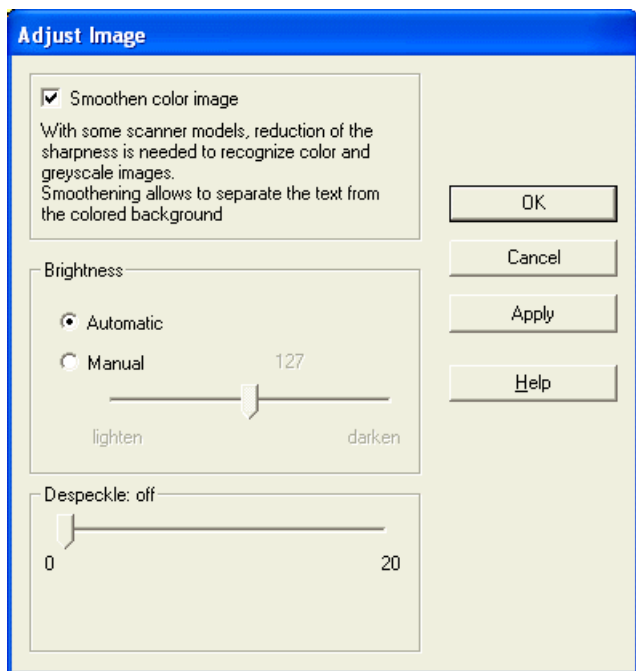 Adjust Image
Smoothen color image
With some scanner models, reduction of the
sharpness is needed to recognize color and
greyscale images.
Smoothening allows to separate the text from
the colored background
OK
Cancel
Apply
Help
Brightness
Automatic
Manual
127
lighten
darken
Despeckle: off
0
20